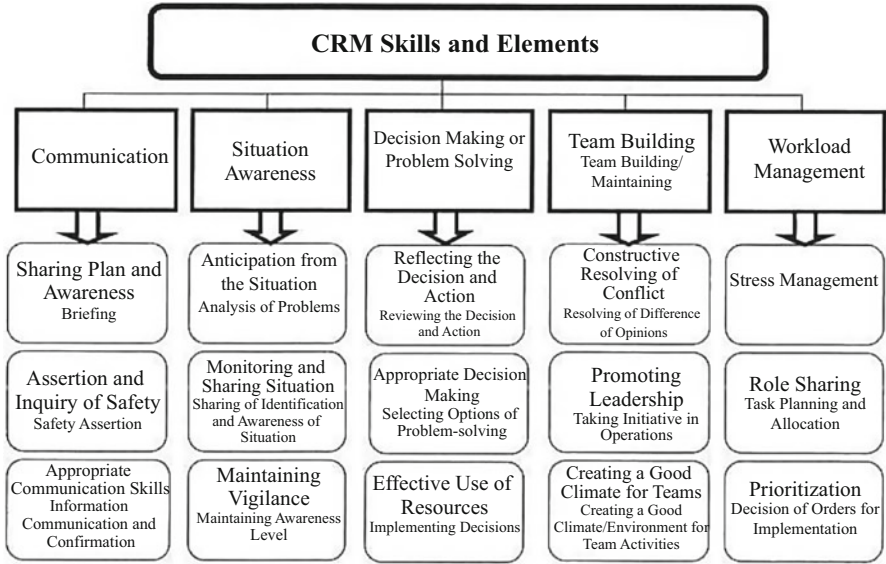 CRM Skills and Elements
Communication
Situation
Awareness
Decision Making or
Problem Solving
Team Building
Team Building/
Maintaining
Workload
Management
Sharing Plan and
Awareness
Briefing
Anticipation from
the Situation
Analysis of Problems
Reflecting the
Decision and
Action
Reviewing the Decision
and Action
Constructive
Resolving of
Conflict
Resolving of Difference
of Opinions
Stress Management
Assertion and
Inquiry of Safety
Safety Assertion
Monitoring and
Sharing Situation
Sharing of Identification
and Awareness of
Situation
Appropriate Decision
Making
Selecting Options of
Problem-solving
Promoting
Leadership
Taking Initiative in
Operations
Role Sharing
Task Planning and
Allocation
Appropriate
Communication Skills
Information
Communication and
Confirmation
Maintaining
Vigilance
Maintaining Awareness
Level
Effective Use of
Resources
Implementing Decisions
Creating a Good
Climate for Teams
Creating a Good
Climate/Environment for
Team Activities
Prioritization
Decision of Orders for
Implementation